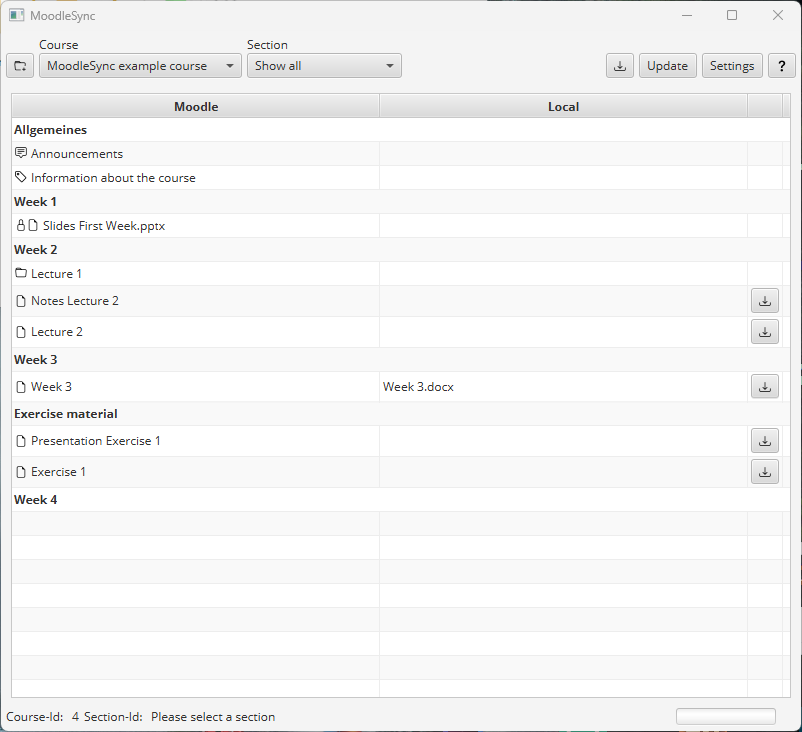 MoodleSync
Course
Section
MoodleSync example course
Show all
Update
Settings
?
Moodle
Local
Allgemeines
Announcements
Information about the course
Week 1
Slides First Week.pptx
Week 2
Lecture 1
Notes Lecture 2
Lecture 2
Week 3
Week 3
Week 3.docx
Exercise material
Presentation Exercise 1
Exercise 1
Week 4
Course-Id: 4 Section-Id: Please select a section